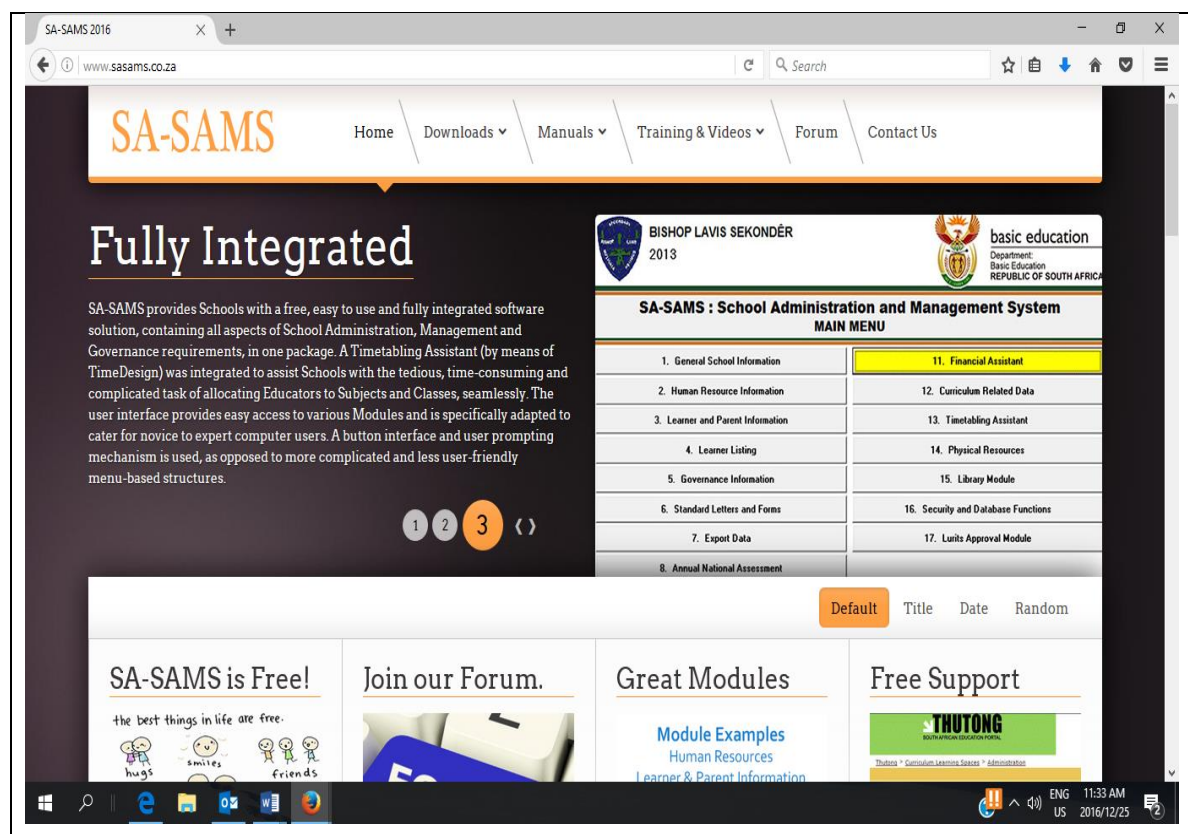 SA-SAMS 2016
www.sasams.co.za
Search
SA-SAMS
Home
Downloads
Manuals
Training & Videos
Forum
Contact Us
Fully Integrated
SA-SAMS provides Schools with a free, easy to use and fully integrated software
solution, containing all aspects of School Administration, Management and
Governance requirements, in one package. A Timetabling Assistant (by means of
TimeDesign) was integrated to assist Schools with the tedious, time-consuming and
complicated task of allocating Educators to Subjects and Classes, seamlessly. The
user interface provides easy access to various Modules and is specifically adapted to
cater for novice to expert computer users. A button interface and user prompting
mechanism is used, as opposed to more complicated and less user-friendly
menu-based structures.
1 2 3
BISHOP LAVIS SEKONDÊR
2013
basic education
Department:
Basic Education
REPUBLIC OF SOUTH AFRICA
SA-SAMS : School Administration and Management System
MAIN MENU
1. General School Information
2. Human Resource Information
3. Learner and Parent Information
4. Learner Listing
5. Governance Information
6. Standard Letters and Forms
7. Export Data
8. Annual National Assessment
11. Financial Assistant
12. Curriculum Related Data
13. Timetabling Assistant
14. Physical Resources
15. Library Module
16. Security and Database Functions
17. Lurits Approval Module
Default
Title
Date
Random
SA-SAMS is Free!
the best things in life are free.
hugs
smiles
friends
Join our Forum.
FO
Great Modules
Module Examples
Human Resources
Learner & Parent Information
Free Support
THUTONG
SOUTH AFRICAN EDUCATION PORTAL
Thutong > Curriculum Learning Spaces > Administration
ENG
US
11:33 AM
2016/12/25
2